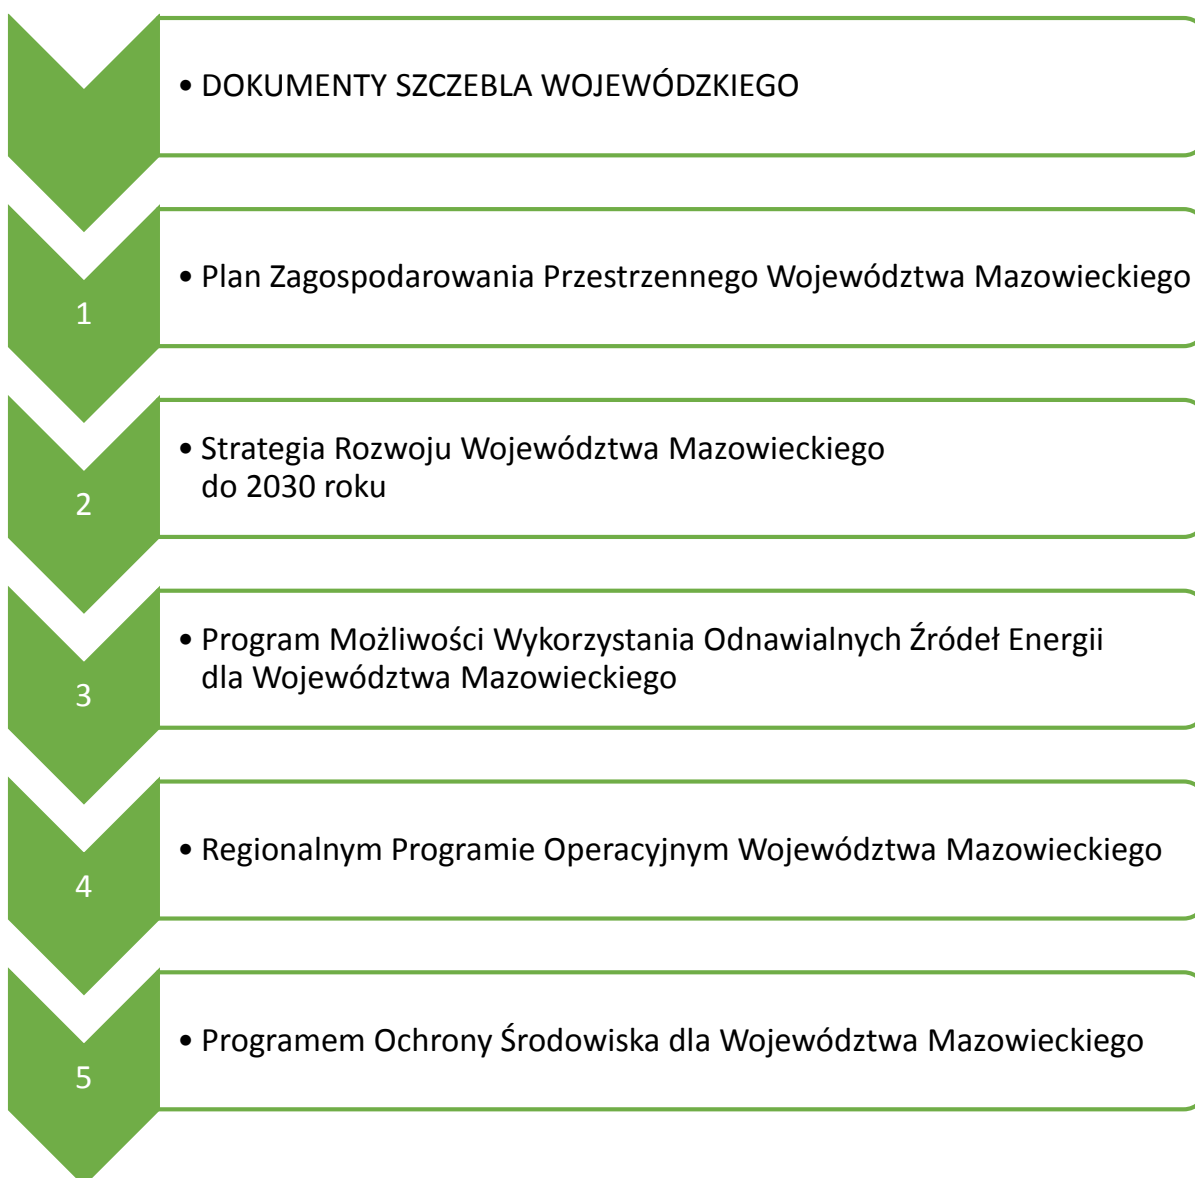 • DOKUMENTY SZCZEBLA WOJEWÓDZKIEGO
1
• Plan Zagospodarowania Przestrzennego Województwa Mazowieckiego
2
• Strategia Rozwoju Województwa Mazowieckiego
do 2030 roku
3
• Program Możliwości Wykorzystania Odnawialnych Źródeł Energii
dla Województwa Mazowieckiego
4
• Regionalnym Programie Operacyjnym Województwa Mazowieckiego
5
• Programem Ochrony Środowiska dla Województwa Mazowieckiego